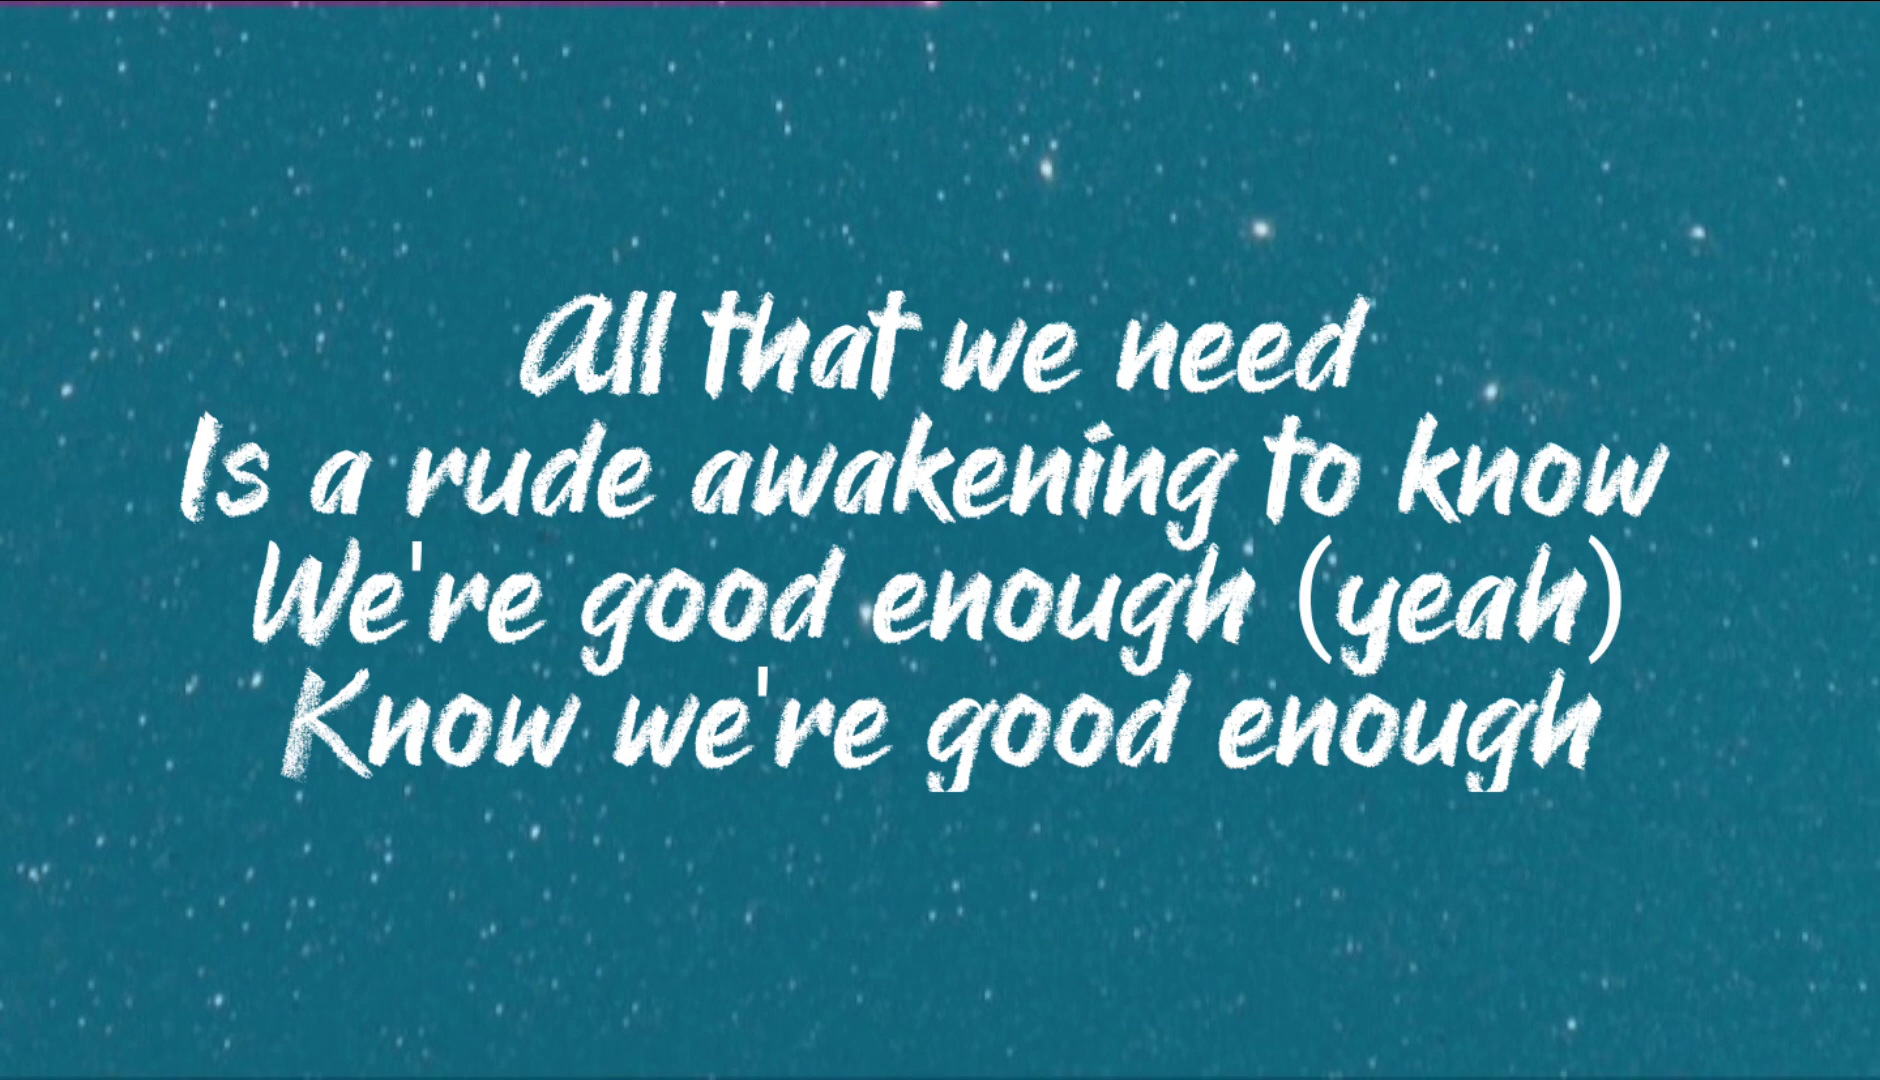 All that we need
Is a rude awakening to know
We're good enough (yeah)
Know we're good enough